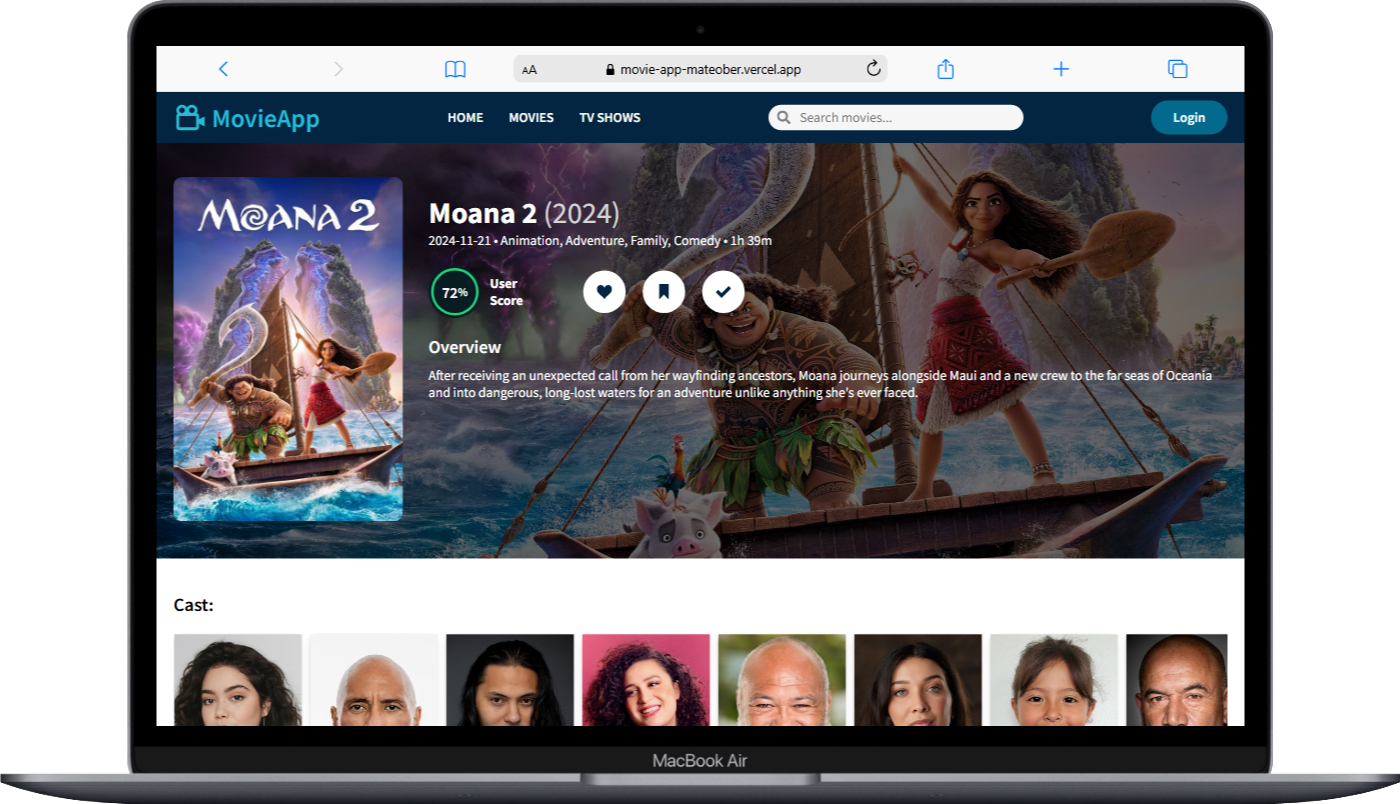 AA movie-app-mateober.vercel.app
MovieApp HOME MOVIES TV SHOWS Search movies... Login
MOANA 2
Moana 2 (2024)
2024-11-21 • Animation, Adventure, Family, Comedy • 1h 39m
72% User
Score
Overview
After receiving an unexpected call from her wayfinding ancestors, Moana journeys alongside Maui and a new crew to the far seas of Oceania
and into dangerous, long-lost waters for an adventure unlike anything she's ever faced.
Cast:
MacBook Air